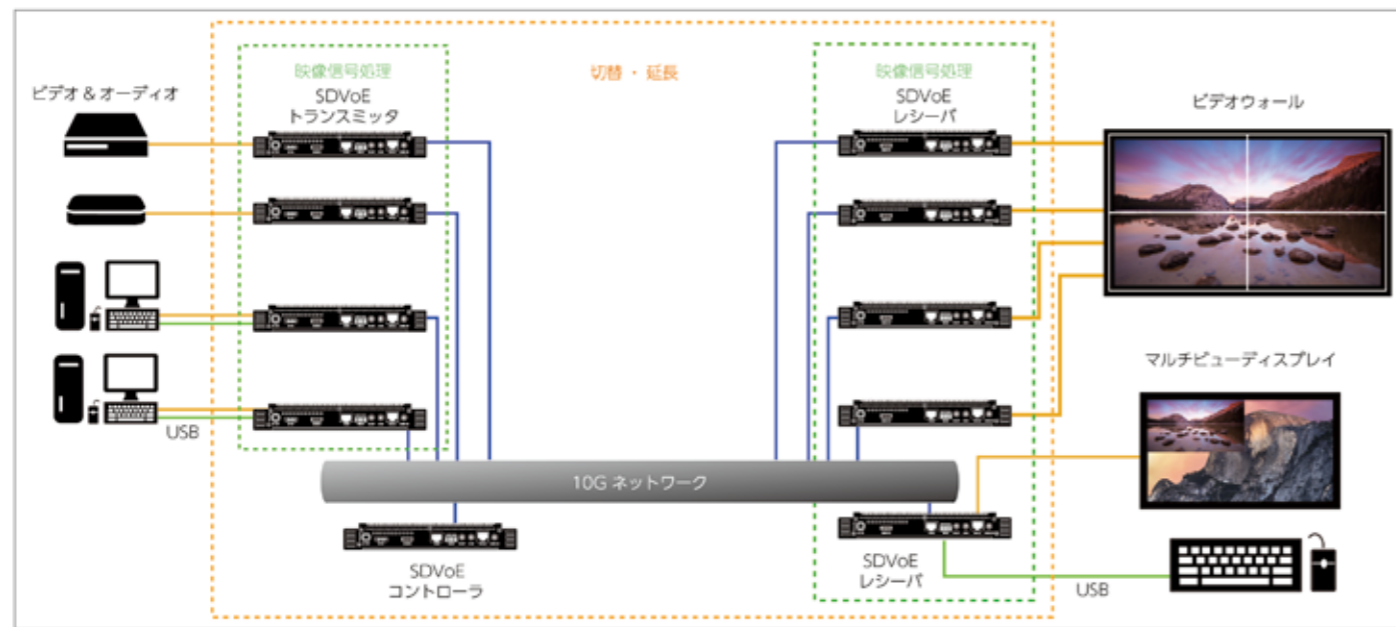 ビデオ & オーディオ
映像信号処理
SDVoE
トランスミッタ
切替 ・ 延長
映像信号処理
SDVoE
レシーバ
ビデオウォール
マルチビューディスプレイ
USB
10G ネットワーク
SDVoE
コントローラ
SDVoE
レシーバ
USB